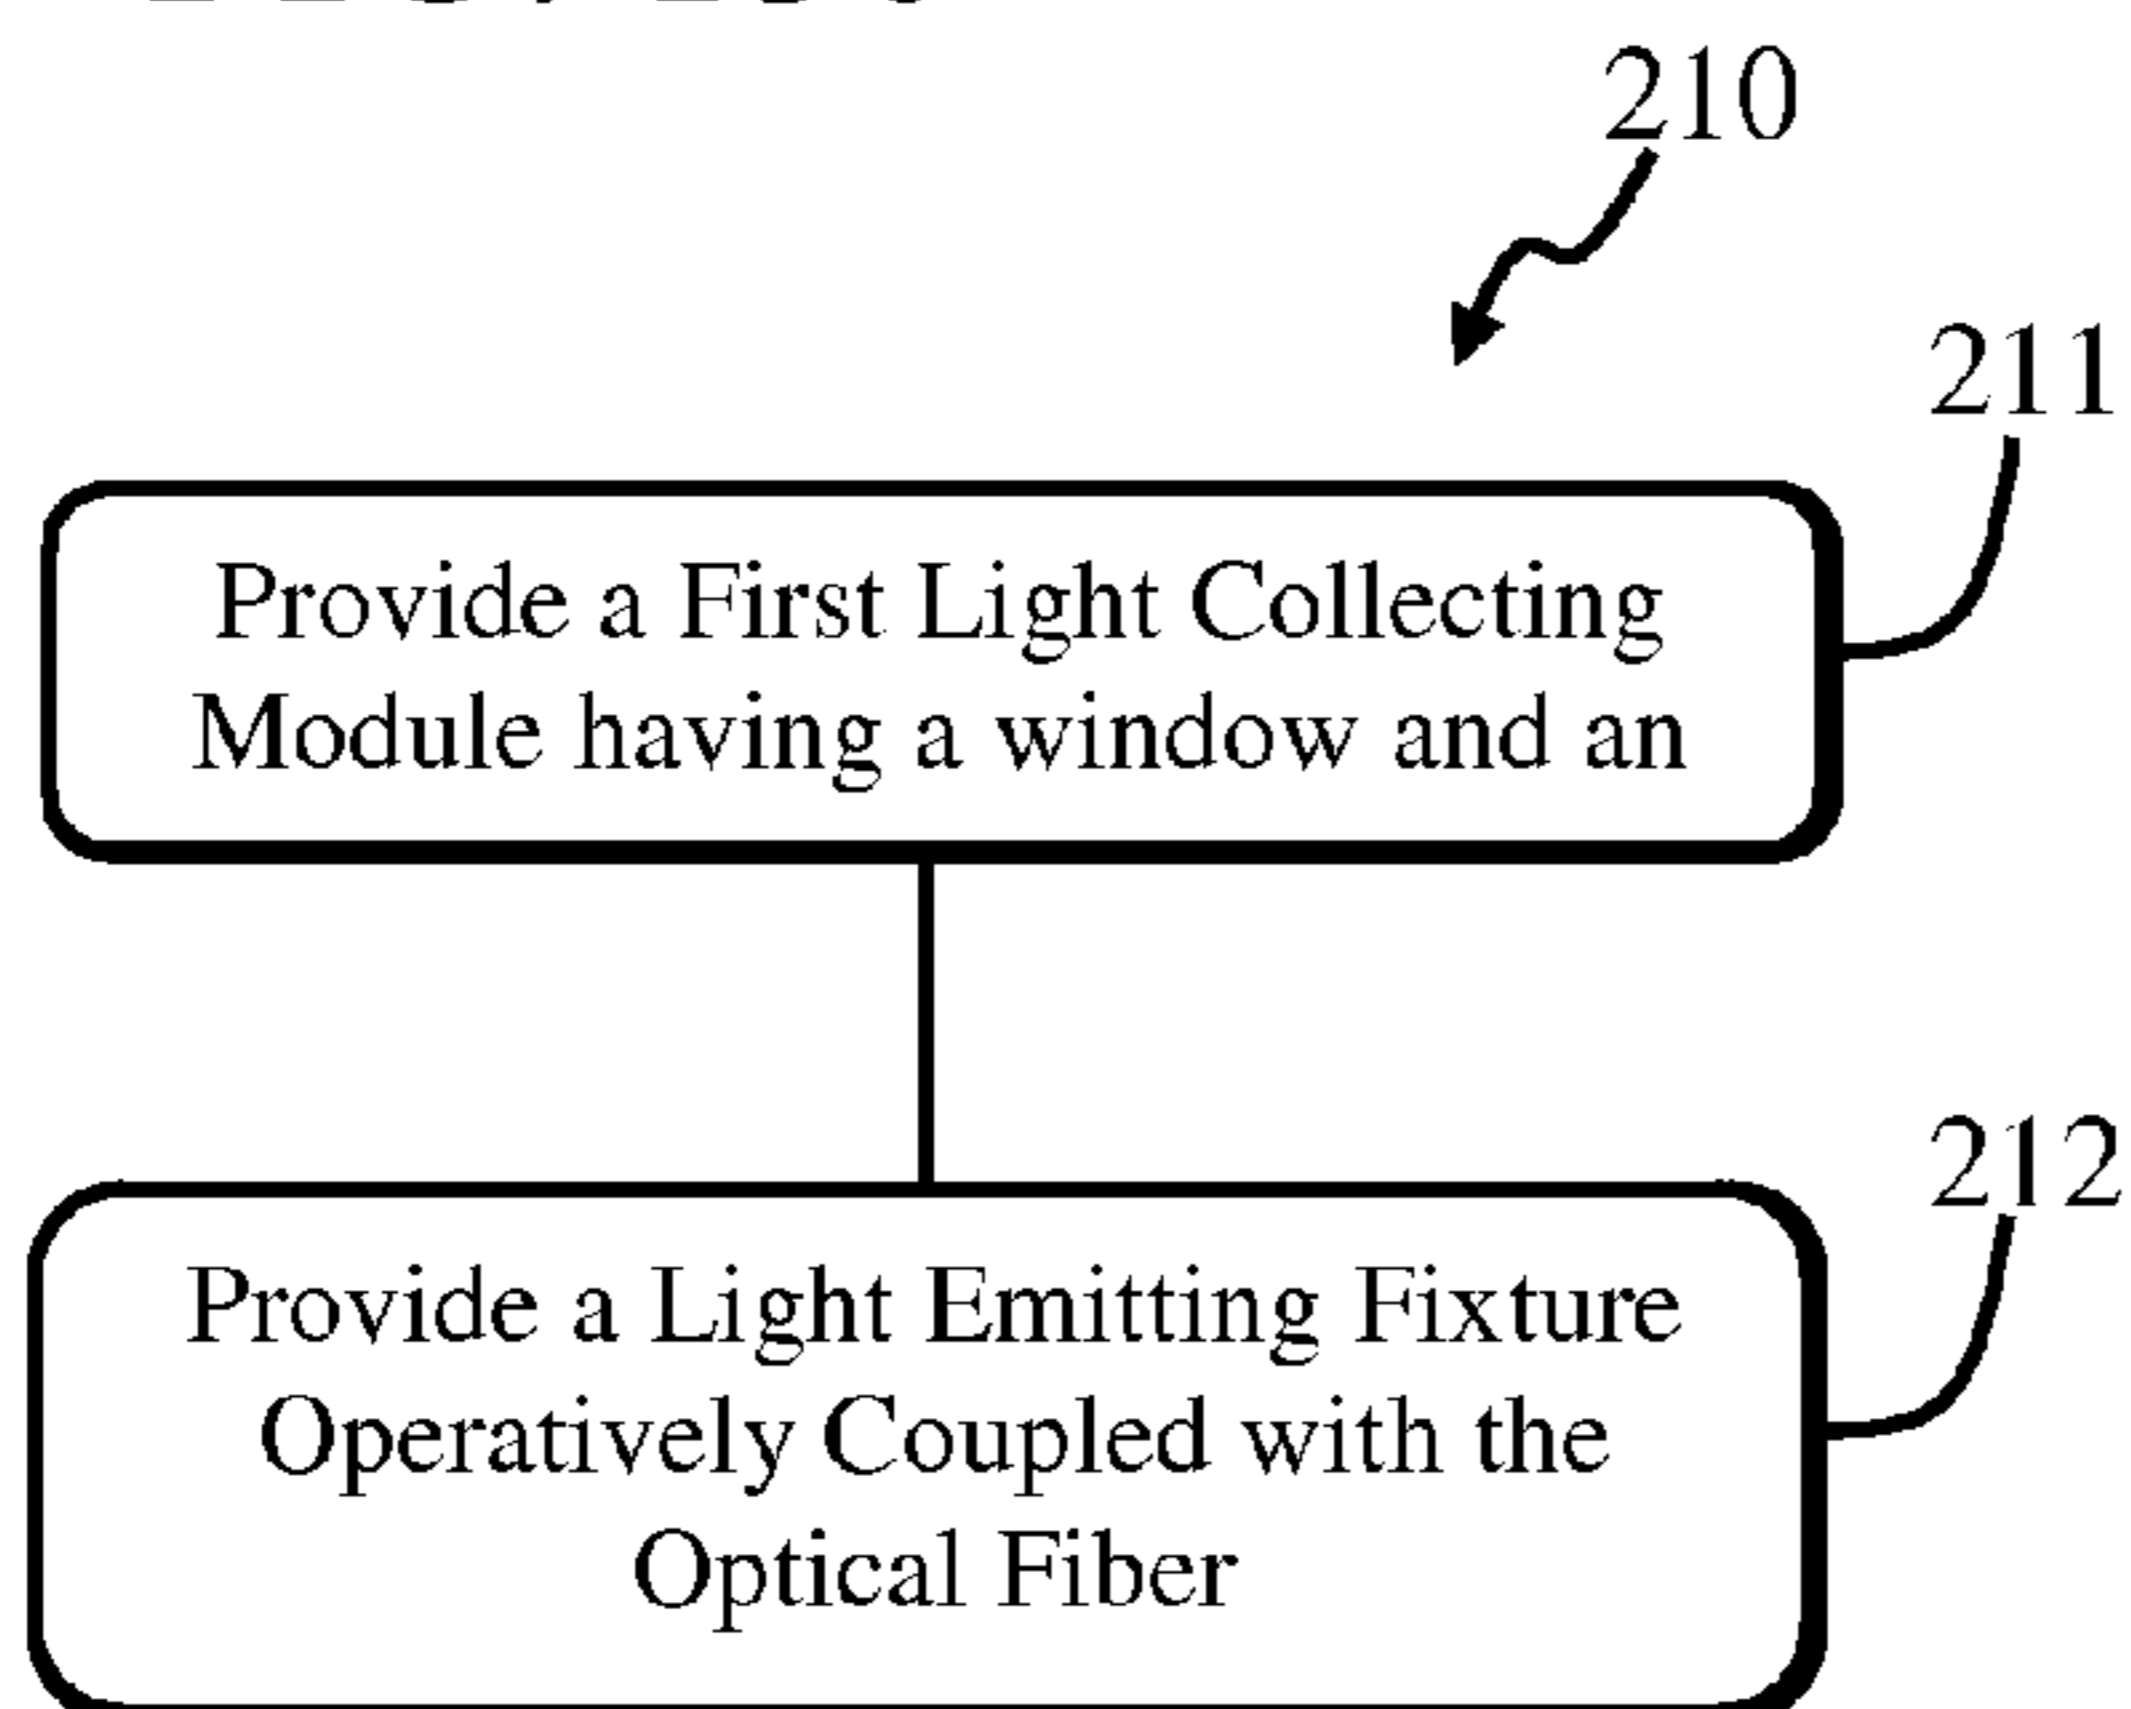 210
211
Provide a First Light Collecting
Module having a window and an
212
Provide a Light Emitting Fixture
Operatively Coupled with the
Optical Fiber